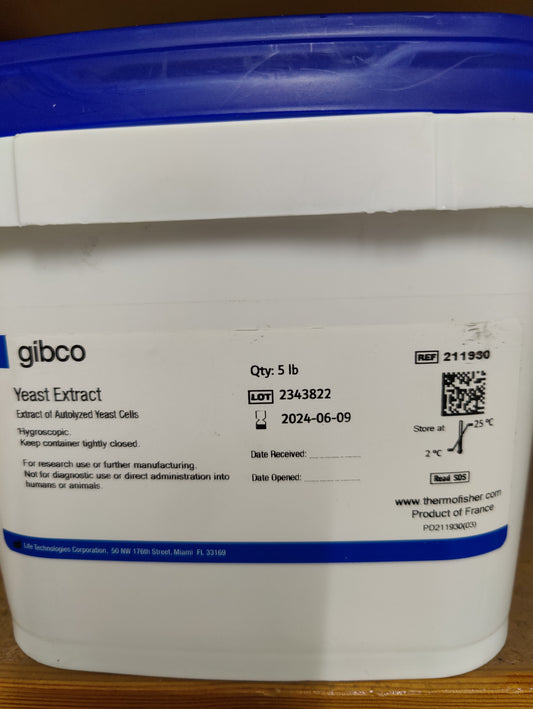 gibco
Yeast Extract
Extract of Autolyzed Yeast Cells
Hygroscopic.
Keep container tightly closed.
For research use or further manufacturing.
Not for diagnostic use or direct administration into
humans or animals.
Qty: 5 lb
LOT 2343822
2024-06-09
Date Received:
Date Opened:
REF 211930
Store at
25 °C
2 °C
Read SDS
www.thermofisher.com
Product of France
PD211930(03)
Life Technologies Corporation, 50 NW 176th Street, Miami FL 33169